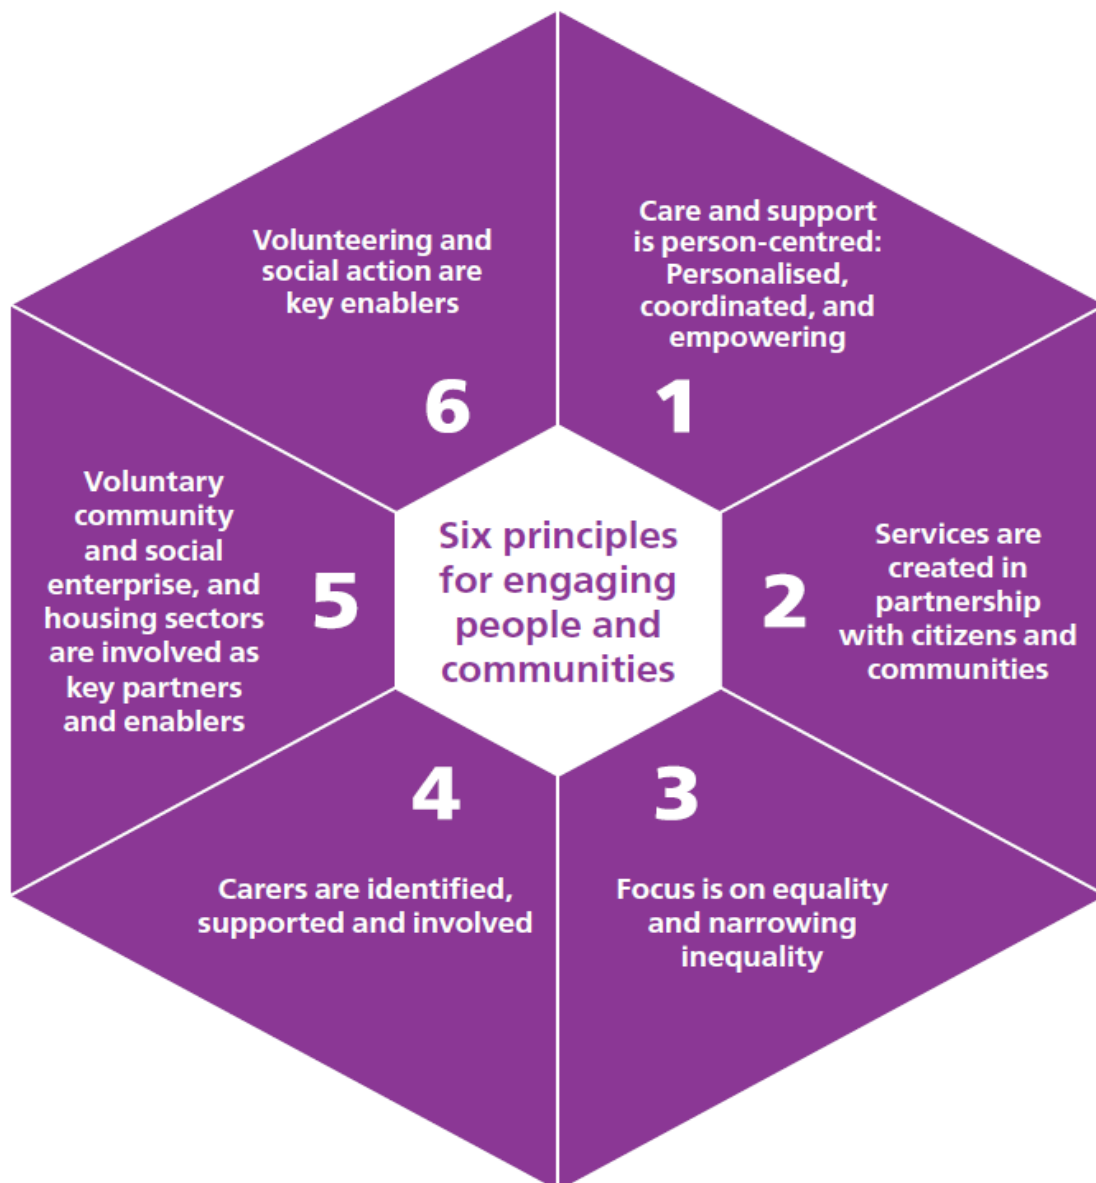 Six principles
for engaging
people and
communities
Care and support
is person-centred:
Personalised,
coordinated, and
empowering
1
Services are
created in
partnership
with citizens and
communities
2
3
Focus is on equality
and narrowing
inequality
4
Carers are identified,
supported and involved
Voluntary
community
and social
enterprise, and
housing sectors
are involved as
key partners
and enablers
5
Volunteering and
social action are
key enablers
6